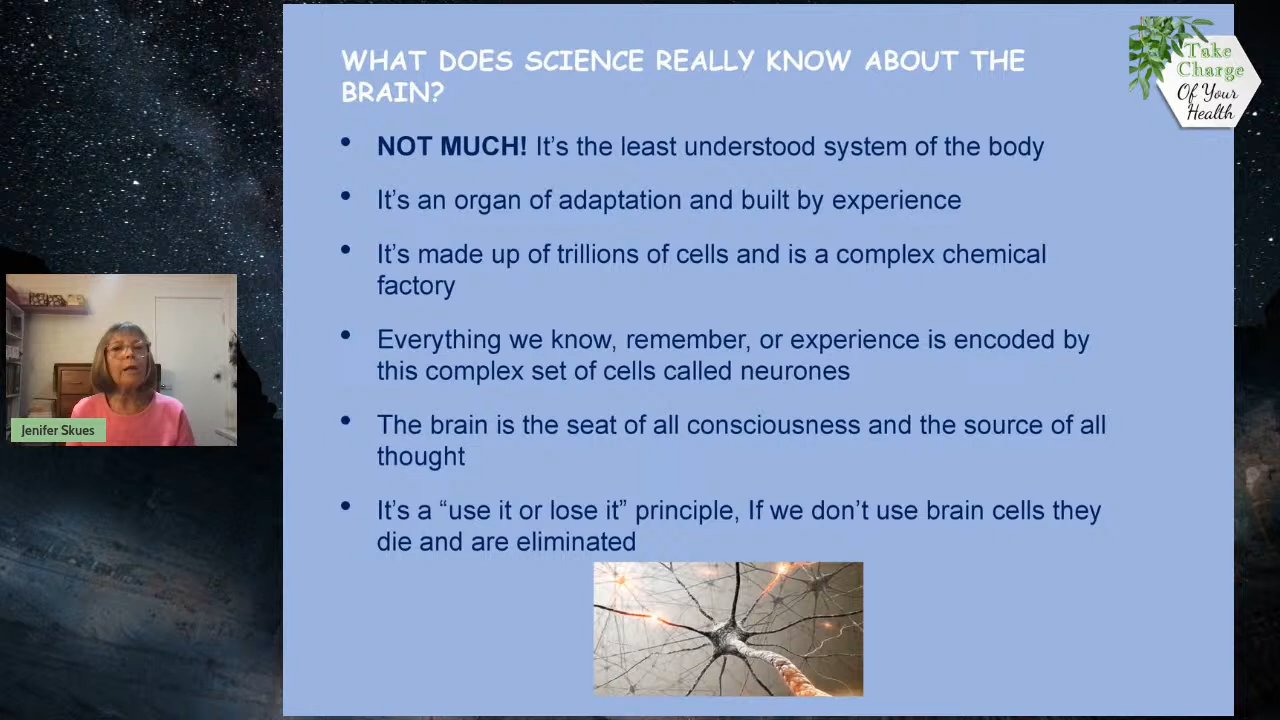 WHAT DOES SCIENCE REALLY KNOW ABOUT THE
BRAIN?
• NOT MUCH! It’s the least understood system of the body
• It’s an organ of adaptation and built by experience
• It’s made up of trillions of cells and is a complex chemical
factory
• Everything we know, remember, or experience is encoded by
this complex set of cells called neurones
• The brain is the seat of all consciousness and the source of all
thought
• It’s a “use it or lose it” principle, If we don’t use brain cells they
die and are eliminated
Take
Charge
Of Your
Health
Jenifer Skues